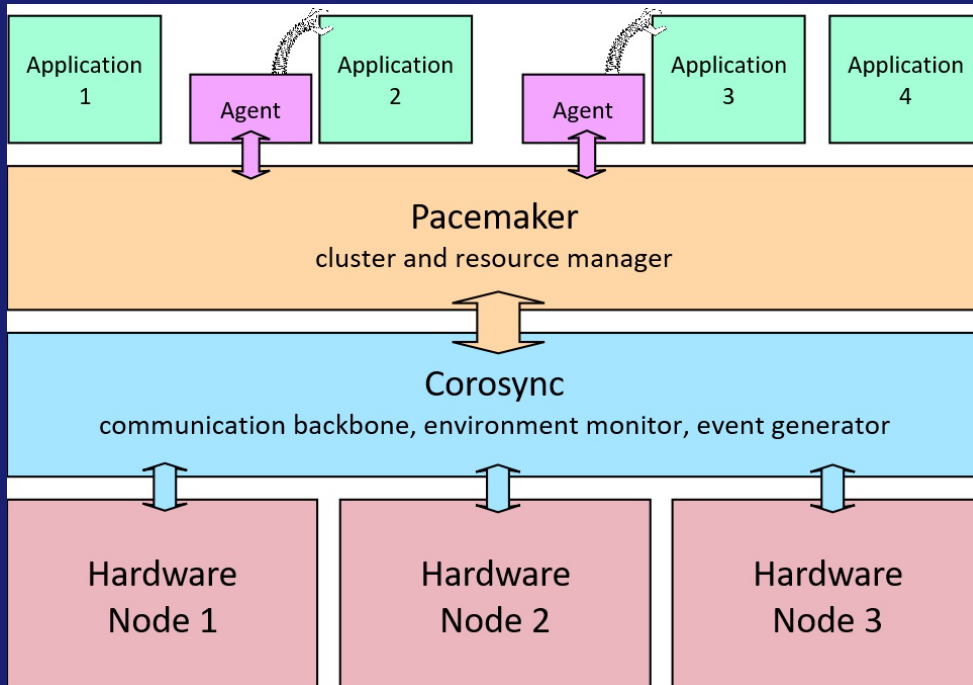 Application
1
Agent
Application
2
Agent
Application
3
Application
4
Pacemaker
cluster and resource manager
Corosync
communication backbone, environment monitor, event generator
Hardware
Node 1
Hardware
Node 2
Hardware
Node 3